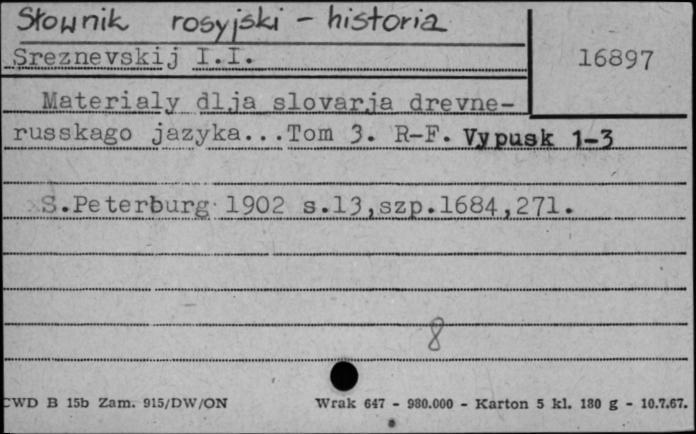 Słownik rosyjski - historia
Sreznevskij I.I.
16897
Materialy dlja slovarja drevne-
russkago jazyka...Tom 3. R-F. Vypusk 1-3
S.Peterburg 1902 s.13,szp.1684,271.
8
CWD B 15b Zam. 915/DW/ON
Wrak 647 - 980.000 - Karton 5 kl. 180 g - 10.7.67.